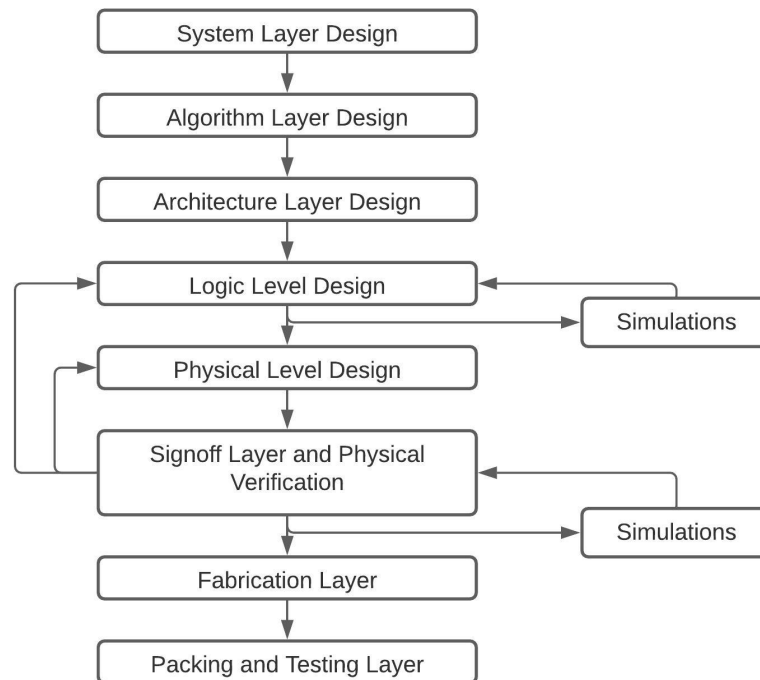 System Layer Design
Algorithm Layer Design
Architecture Layer Design
Logic Level Design
Simulations
Physical Level Design
Signoff Layer and Physical
Verification
Simulations
Fabrication Layer
Packing and Testing Layer